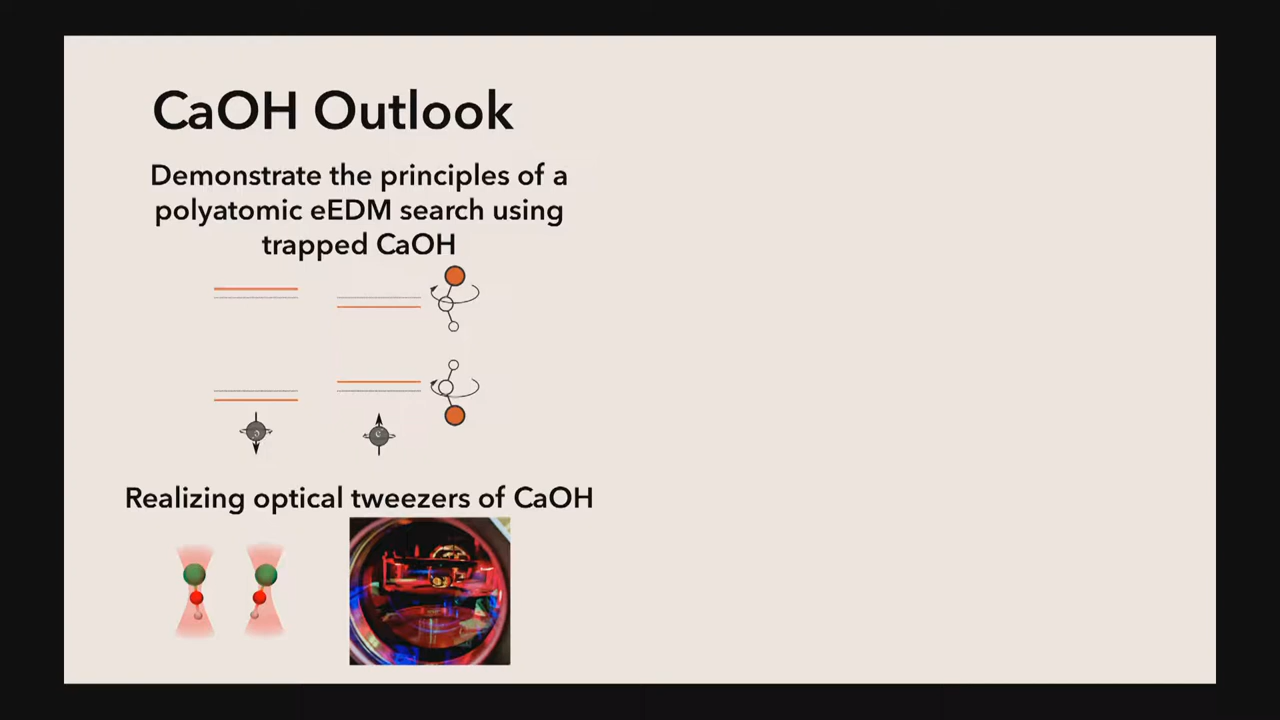 CaOH Outlook
Demonstrate the principles of a
polyatomic eEDM search using
trapped CaOH
Realizing optical tweezers of CaOH